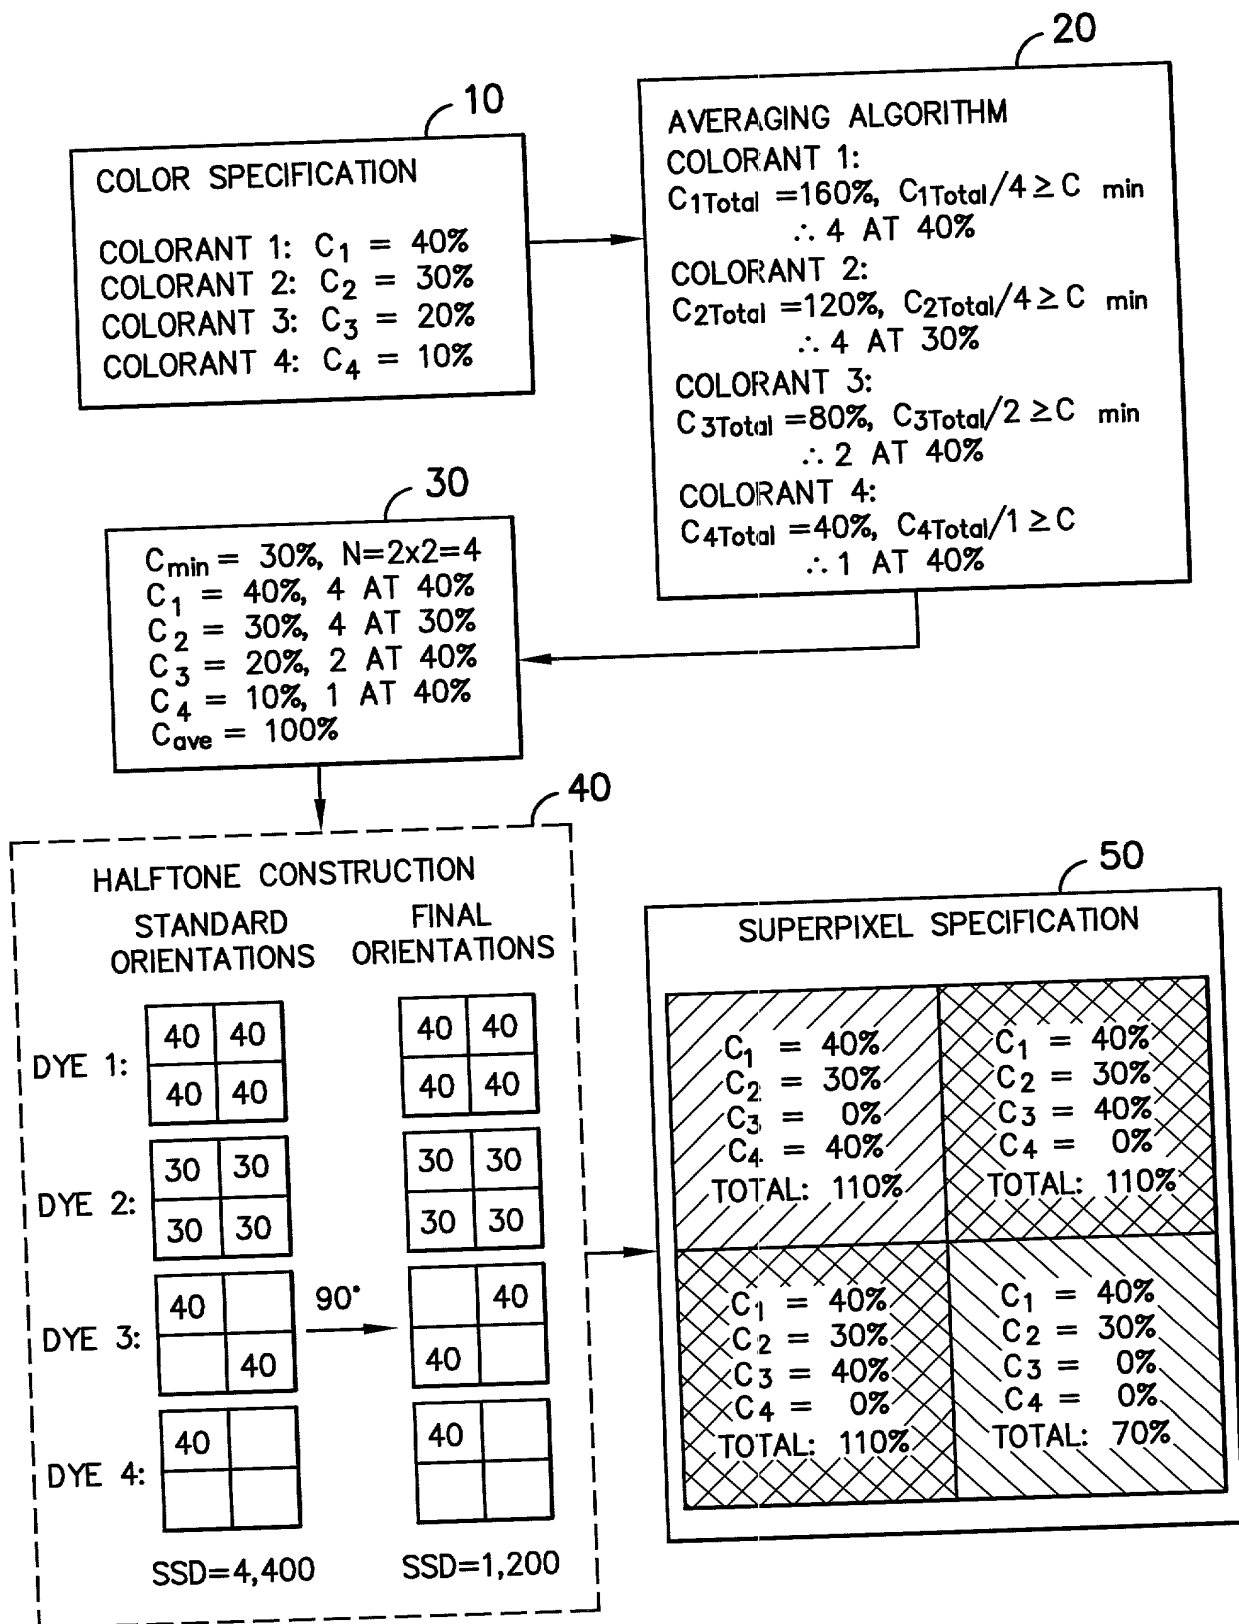 10
COLOR SPECIFICATION
COLORANT 1: C1 = 40%
COLORANT 2: C2 = 30%
COLORANT 3: C3 = 20%
COLORANT 4: C4 = 10%
20
AVERAGING ALGORITHM
COLORANT 1:
C1Total =160%, C1Total/4 ≥ C min
∴ 4 AT 40%
COLORANT 2:
C2Total =120%, C2Total/4 ≥ C min
∴ 4 AT 30%
COLORANT 3:
C3Total =80%, C3Total/2 ≥ C min
∴ 2 AT 40%
COLORANT 4:
C4Total =40%, C4Total/1 ≥ C
∴ 1 AT 40%
30
Cmin = 30%, N=2x2=4
C1 = 40%, 4 AT 40%
C2 = 30%, 4 AT 30%
C3 = 20%, 2 AT 40%
C4 = 10%, 1 AT 40%
Cave = 100%
40
HALFTONE CONSTRUCTION
STANDARD ORIENTATIONS
FINAL ORIENTATIONS
DYE 1:
40 40
40 40
40 40
40 40
DYE 2:
30 30
30 30
30 30
30 30
DYE 3:
40
40
90°
40
40
DYE 4:
40
40
SSD=4,400
SSD=1,200
50
SUPERPIXEL SPECIFICATION
C1 = 40%
C2 = 30%
C3 = 0%
C4 = 40%
TOTAL: 110%
C1 = 40%
C2 = 30%
C3 = 40%
C4 = 0%
TOTAL: 110%
C1 = 40%
C2 = 30%
C3 = 40%
C4 = 0%
TOTAL: 110%
C1 = 40%
C2 = 30%
C3 = 0%
C4 = 0%
TOTAL: 70%